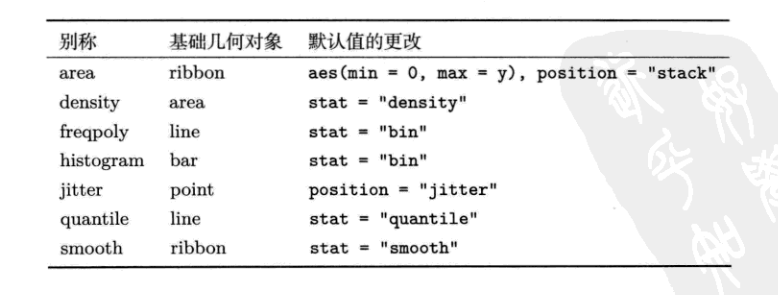 别称 基础几何对象 默认值的更改
area ribbon aes(min = 0, max = y), position = "stack"
density area stat = "density"
freqpoly line stat = "bin"
histogram bar stat = "bin"
jitter point position = "jitter"
quantile line stat = "quantile"
smooth ribbon stat = "smooth"